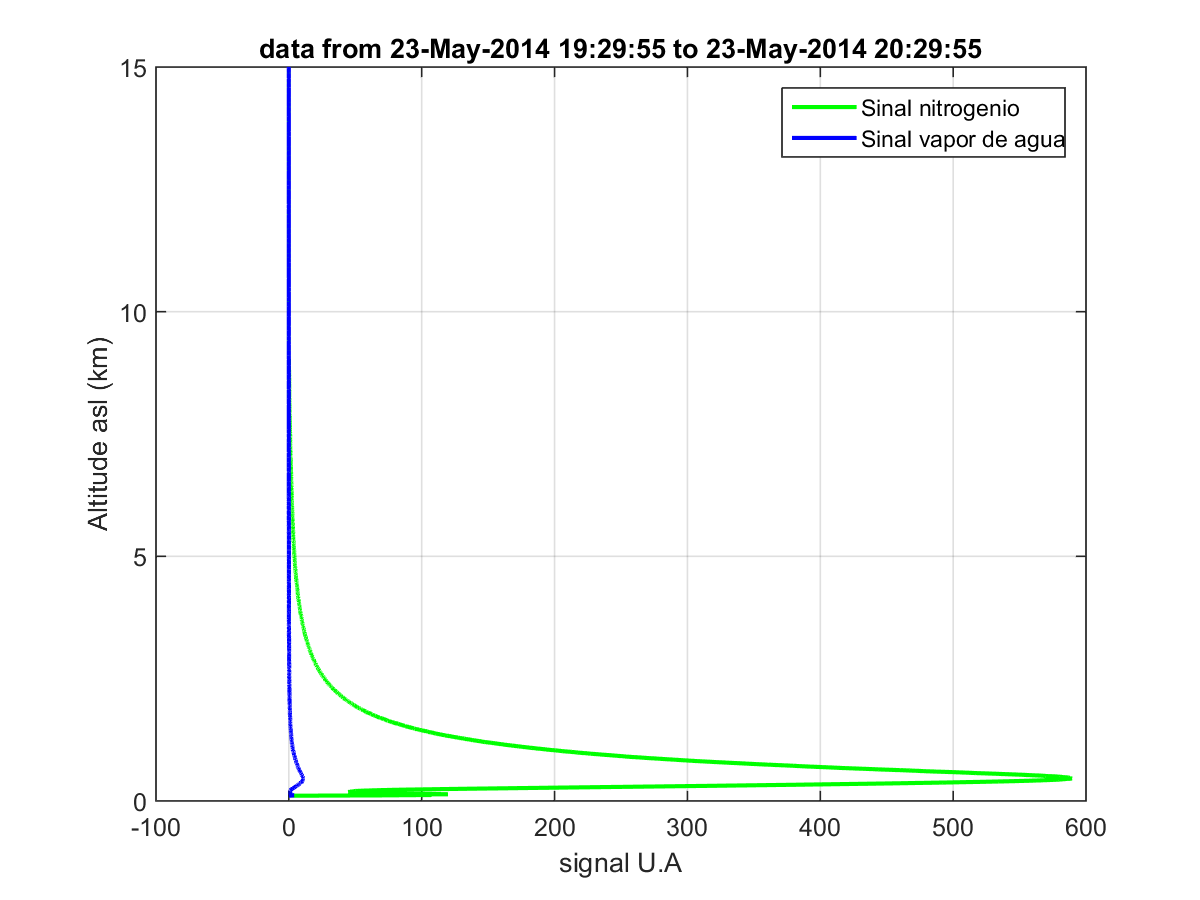 data from 23-May-2014 19:29:55 to 23-May-2014 20:29:55
Sinal nitrogenio
Sinal vapor de agua
15
10
5
0
Altitude asl (km)
-100 0 100 200 300 400 500 600
signal U.A